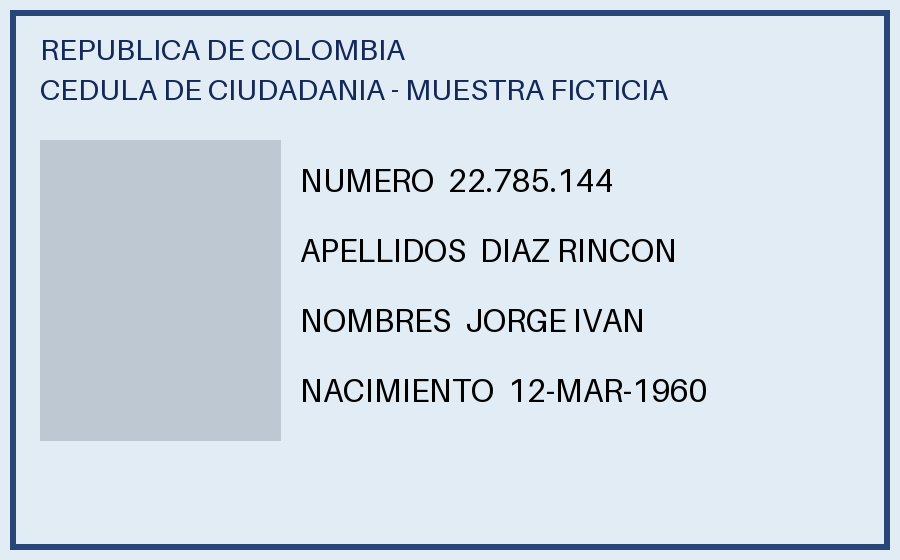 REPUBLICA DE COLOMBIA
CEDULA DE CIUDADANIA - MUESTRA FICTICIA
NUMERO 22.785.144
APELLIDOS DIAZ RINCON
NOMBRES JORGE IVAN
NACIMIENTO 12-MAR-1960